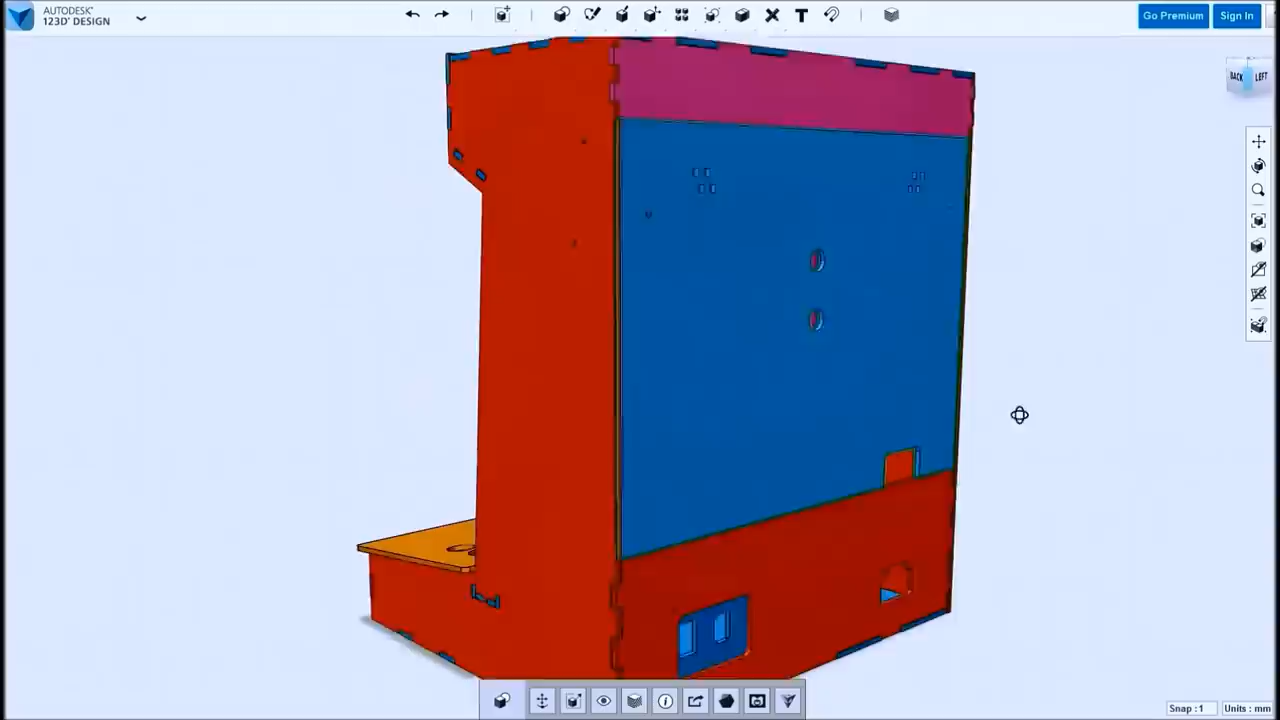 AUTODESK®
123D® DESIGN
Go Premium
Sign In
BACK
LEFT
Snap : 1
Units : mm